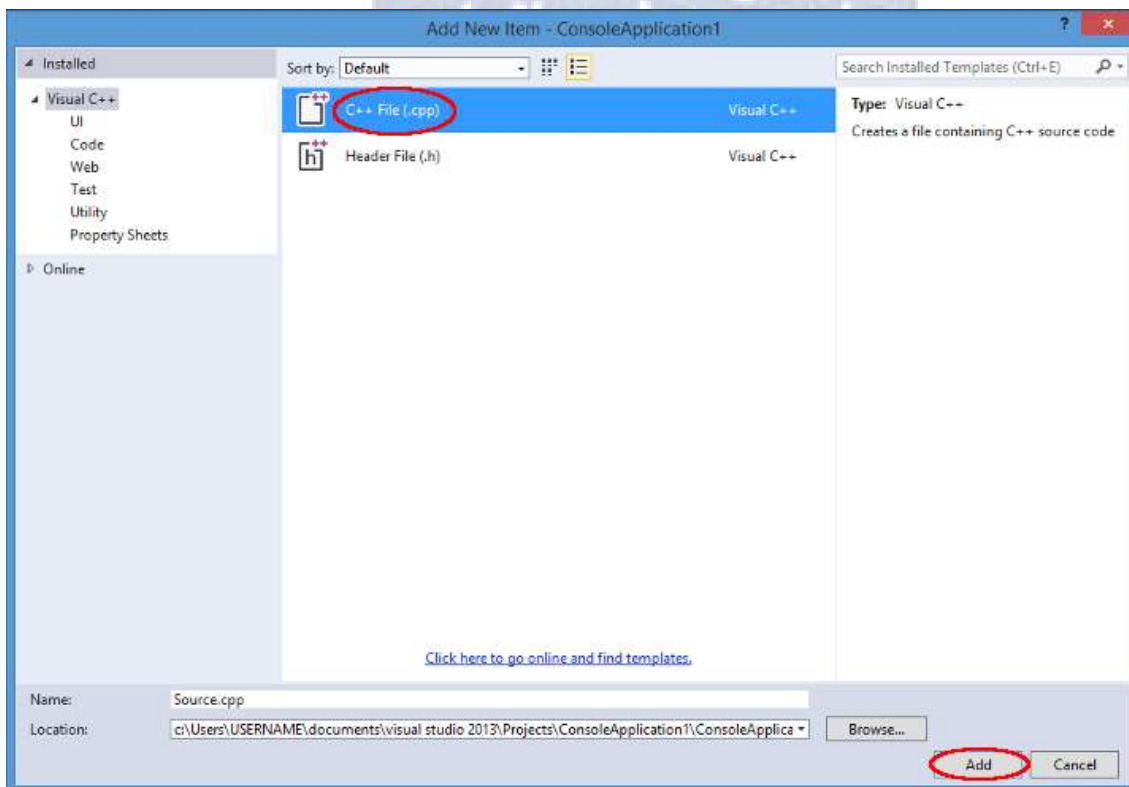 Add New Item - ConsoleApplication1
?
Installed
Sort by: Default
Search Installed Templates (Ctrl+E)
Visual C++
UI
Code
Web
Test
Utility
Property Sheets
Online
C++ File (.cpp) Visual C++
Header File (.h) Visual C++
Type: Visual C++
Creates a file containing C++ source code
Click here to go online and find templates.
Name: Source.cpp
Location: c:\Users\USERNAME\documents\visual studio 2013\Projects\ConsoleApplication1\ConsoleApplica
Browse...
Add Cancel